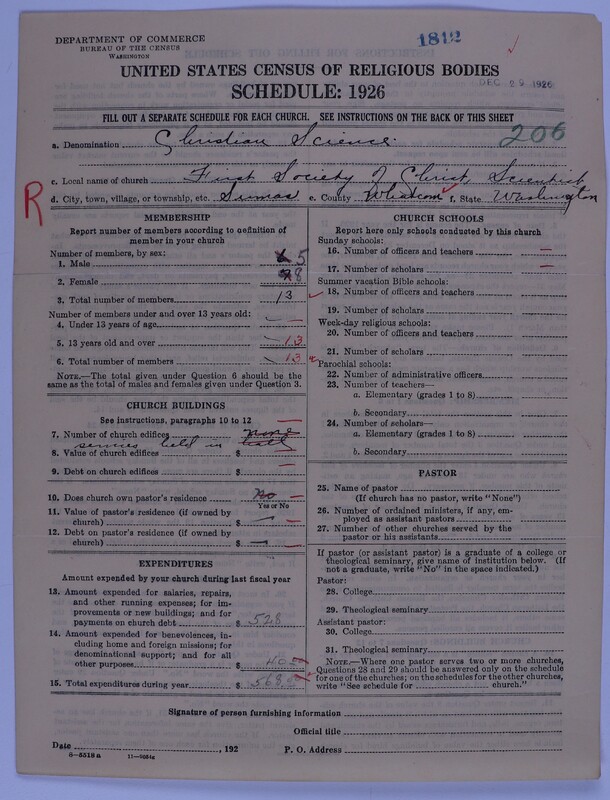 DEPARTMENT OF COMMERCE
BUREAU OF THE CENSUS
WASHINGTON
1812
UNITED STATES CENSUS OF RELIGIOUS BODIES
DEC 29 1926
SCHEDULE: 1926
FILL OUT A SEPARATE SCHEDULE FOR EACH CHURCH. SEE INSTRUCTIONS ON THE BACK OF THIS SHEET
206
a. Denomination Christian Science
c. Local name of church First Society of Christ, Scientist
R
d. City, town, village, or township, etc. Sumas e. County Whatcom f. State Washington
MEMBERSHIP
Report number of members according to definition of
member in your church
Number of members, by sex:
1. Male 5
2. Female 8
3. Total number of members 13
Number of members under and over 13 years old:
4. Under 13 years of age —
5. 13 years old and over 13
6. Total number of members 13
NOTE.—The total given under Question 6 should be
the same as the total of males and females given under Question 3.
CHURCH BUILDINGS
See instructions, paragraphs 10 to 12
7. Number of church edifices none —
services held in hall
8. Value of church edifices $ —
9. Debt on church edifices —
10. Does church own pastor's residence No —
Yes or No
11. Value of pastor's residence (if owned by
church) $ —
12. Debt on pastor's residence (if owned by
church) $ —
EXPENDITURES
Amount expended by your church during last fiscal year
13. Amount expended for salaries, repairs,
and other running expenses; for im-
provements or new buildings; and for
payments on church debt $ 528
14. Amount expended for benevolences, in-
cluding home and foreign missions; for
denominational support; and for all
other purposes 40
15. Total expenditures during year $ 568
CHURCH SCHOOLS
Report here only schools conducted by this church
Sunday schools:
16. Number of officers and teachers —
17. Number of scholars —
Summer vacation Bible schools:
18. Number of officers and teachers
19. Number of scholars
Week-day religious schools:
20. Number of officers and teachers
21. Number of scholars
Parochial schools:
22. Number of administrative officers
23. Number of teachers—
a. Elementary (grades 1 to 8)
b. Secondary
24. Number of scholars—
a. Elementary (grades 1 to 8)
b. Secondary
PASTOR
25. Name of pastor
(If church has no pastor, write "None")
26. Number of ordained ministers, if any, em-
ployed as assistant pastors
27. Number of other churches served by the
pastor or his assistants
If pastor (or assistant pastor) is a graduate of a college or
theological seminary, give name of institution below. (If
not a graduate, write "No" in the space indicated.)
Pastor:
28. College
29. Theological seminary
Assistant pastor:
30. College
31. Theological seminary
NOTE.—Where one pastor serves two or more churches,
Questions 28 and 29 should be answered only on the schedule
for one of the churches; on the schedules for the other churches,
write "See schedule for church."
Signature of person furnishing information
Official title
Date , 192 P. O. Address
8—5518 a 11—8054a